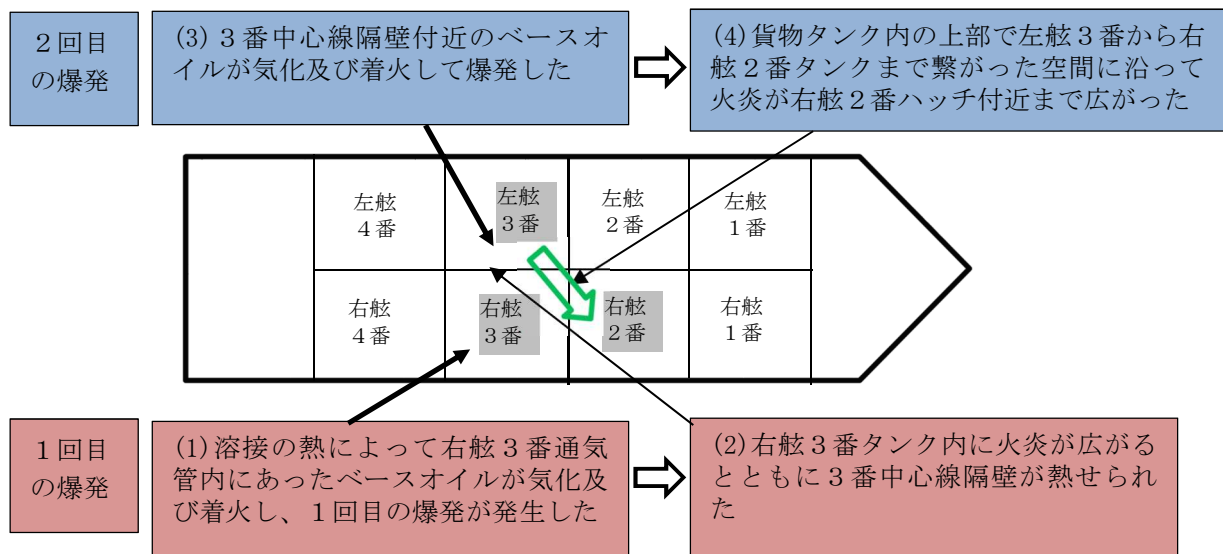 ２回目
の爆発
(3) ３番中心線隔壁付近のベースオ
イルが気化及び着火して爆発した
(4) 貨物タンク内の上部で左舷３番から右
舷２番タンクまで繋がった空間に沿って
火炎が右舷２番ハッチ付近まで広がった
左舷
４番
左舷
３番
左舷
２番
左舷
１番
右舷
４番
右舷
３番
右舷
２番
右舷
１番
１回目
の爆発
(1) 溶接の熱によって右舷３番通気
管内にあったベースオイルが気化及
び着火し、１回目の爆発が発生した
(2) 右舷３番タンク内に火炎が広がる
とともに３番中心線隔壁が熱せられ
た